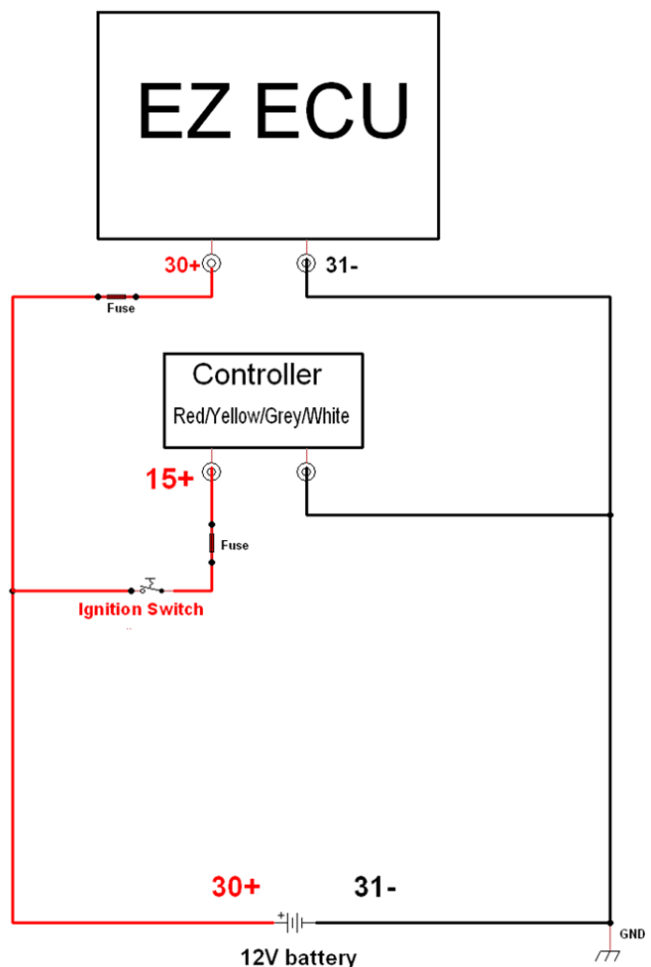 EZ ECU
30+ 31-
Fuse
Controller
Red/Yellow/Grey/White
15+
Fuse
Ignition Switch
30+ 31-
+
GND
12V battery